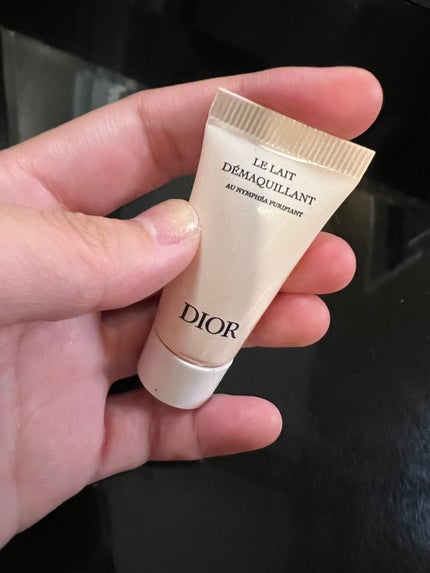 LE LAIT
DÉMAQUILLANT
AU NYMPHÉA PURIFIANT
DIOR